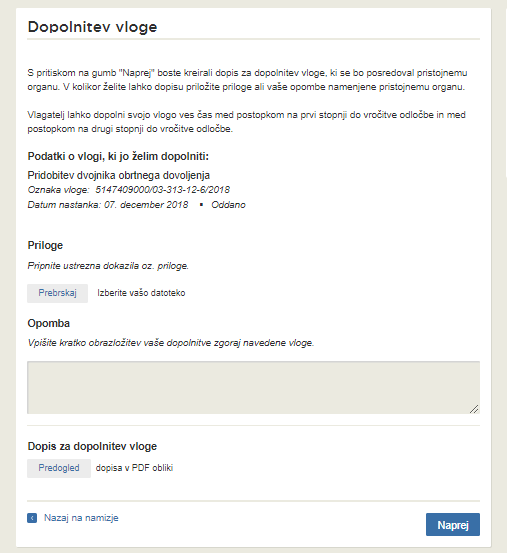 Dopolnitev vloge
S pritiskom na gumb "Naprej" boste kreirali dopis za dopolnitev vloge, ki se bo posredoval pristojnemu
organu. V kolikor želite lahko dopisu priložite priloge ali vaše opombe namenjene pristojnemu organu.
Vlagatelj lahko dopolni svojo vlogo ves čas med postopkom na prvi stopnji do vročitve odločbe in med
postopkom na drugi stopnji do vročitve odločbe.
Podatki o vlogi, ki jo želim dopolniti:
Pridobitev dvojnika obrtnega dovoljenja
Oznaka vloge: 5147409000/03-313-12-6/2018
Datum nastanka: 07. december 2018 • Oddano
Priloge
Pripnite ustrezna dokazila oz. priloge.
Prebrskaj Izberite vašo datoteko
Opomba
Vpišite kratko obrazložitev vaše dopolnitve zgoraj navedene vloge.
Dopis za dopolnitev vloge
Predogled dopisa v PDF obliki
Nazaj na namizje
Naprej